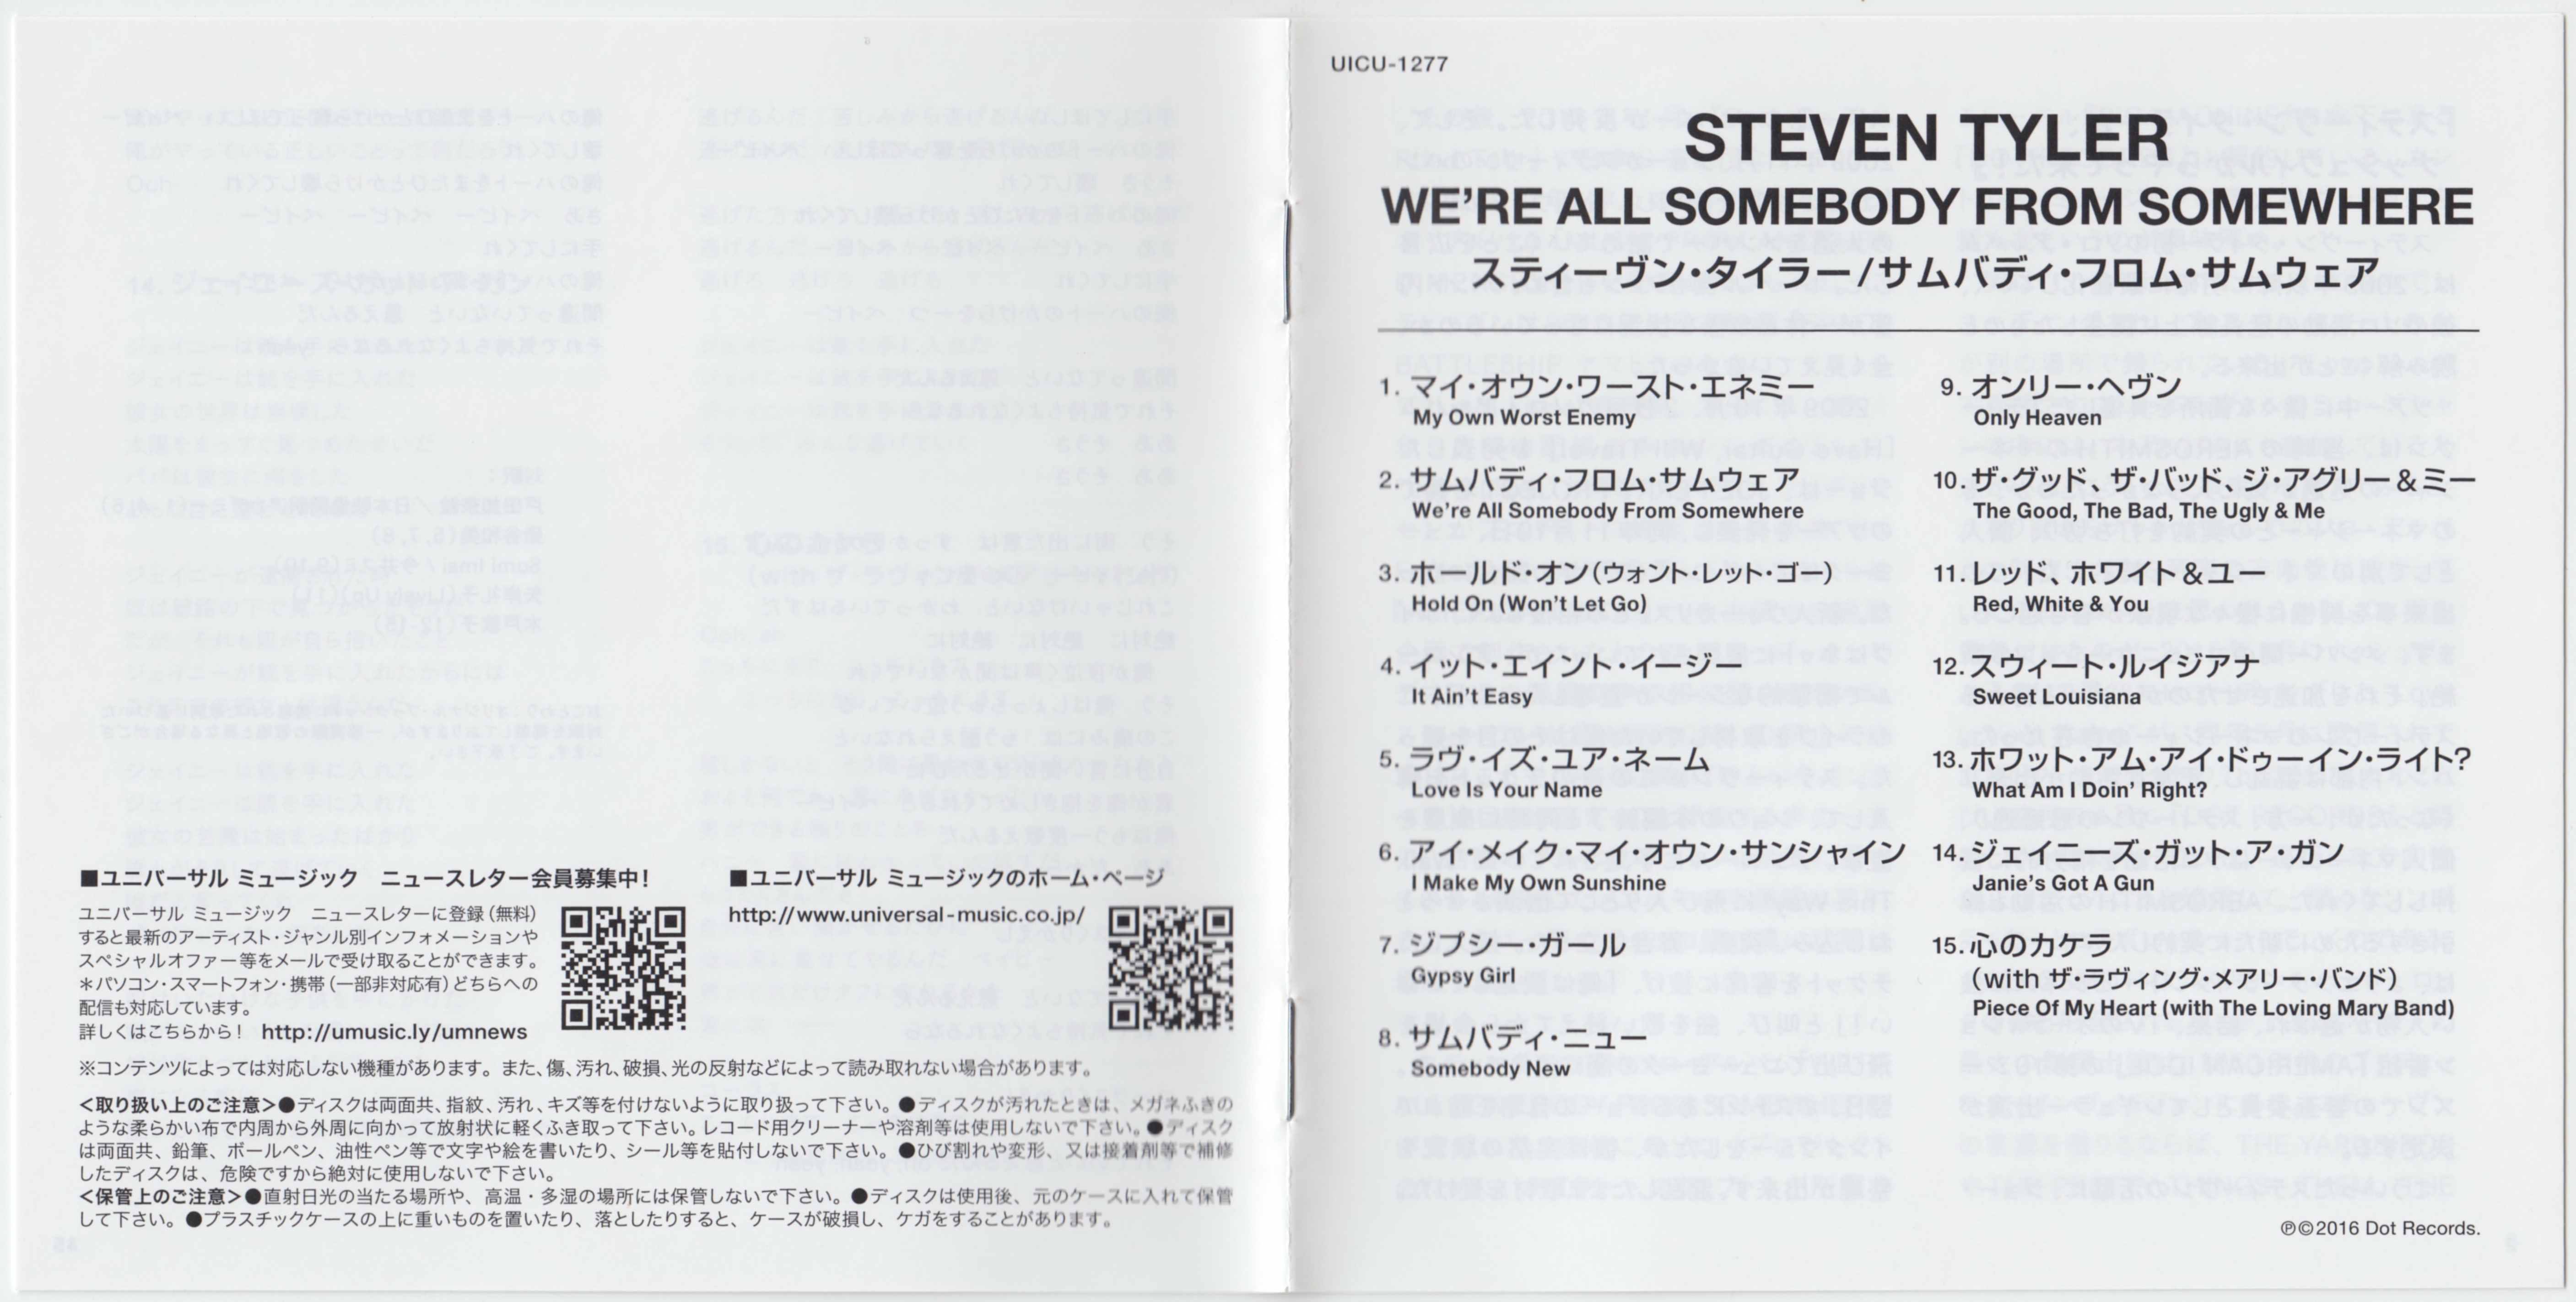 ■ユニバーサル ミュージック　ニュースレター会員募集中!
ユニバーサル ミュージック　ニュースレターに登録（無料）
すると最新のアーティスト・ジャンル別インフォメーションや
スペシャルオファー等をメールで受け取ることができます。
＊パソコン・スマートフォン・携帯（一部非対応有）どちらへの
配信も対応しています。
詳しくはこちらから！ http://umusic.ly/umnews
■ユニバーサル ミュージックのホーム・ページ
http://www.universal-music.co.jp/
※コンテンツによっては対応しない機種があります。また、傷、汚れ、破損、光の反射などによって読み取れない場合があります。
<取り扱い上のご注意>●ディスクは両面共、指紋、汚れ、キズ等を付けないように取り扱って下さい。●ディスクが汚れたときは、メガネふきの
ような柔らかい布で内周から外周に向かって放射状に軽くふき取って下さい。レコード用クリーナーや溶剤等は使用しないで下さい。●ディスク
は両面共、鉛筆、ボールペン、油性ペン等で文字や絵を書いたり、シール等を貼付しないで下さい。●ひび割れや変形、又は接着剤等で補修
したディスクは、危険ですから絶対に使用しないで下さい。
<保管上のご注意>●直射日光の当たる場所や、高温・多湿の場所には保管しないで下さい。●ディスクは使用後、元のケースに入れて保管
して下さい。●プラスチックケースの上に重いものを置いたり、落としたりすると、ケースが破損し、ケガをすることがあります。
UICU-1277
STEVEN TYLER
WE'RE ALL SOMEBODY FROM SOMEWHERE
スティーヴン・タイラー/サムバディ・フロム・サムウェア
1. マイ・オウン・ワースト・エネミー
My Own Worst Enemy
2. サムバディ・フロム・サムウェア
We're All Somebody From Somewhere
3. ホールド・オン（ウォント・レット・ゴー）
Hold On (Won't Let Go)
4. イット・エイント・イージー
It Ain't Easy
5. ラヴ・イズ・ユア・ネーム
Love Is Your Name
6. アイ・メイク・マイ・オウン・サンシャイン
I Make My Own Sunshine
7. ジプシー・ガール
Gypsy Girl
8. サムバディ・ニュー
Somebody New
9. オンリー・ヘヴン
Only Heaven
10. ザ・グッド、ザ・バッド、ジ・アグリー＆ミー
The Good, The Bad, The Ugly & Me
11. レッド、ホワイト＆ユー
Red, White & You
12. スウィート・ルイジアナ
Sweet Louisiana
13. ホワット・アム・アイ・ドゥーイン・ライト?
What Am I Doin' Right?
14. ジェイニーズ・ガット・ア・ガン
Janie's Got A Gun
15. 心のカケラ
（with ザ・ラヴィング・メアリー・バンド）
Piece Of My Heart (with The Loving Mary Band)
℗©2016 Dot Records.